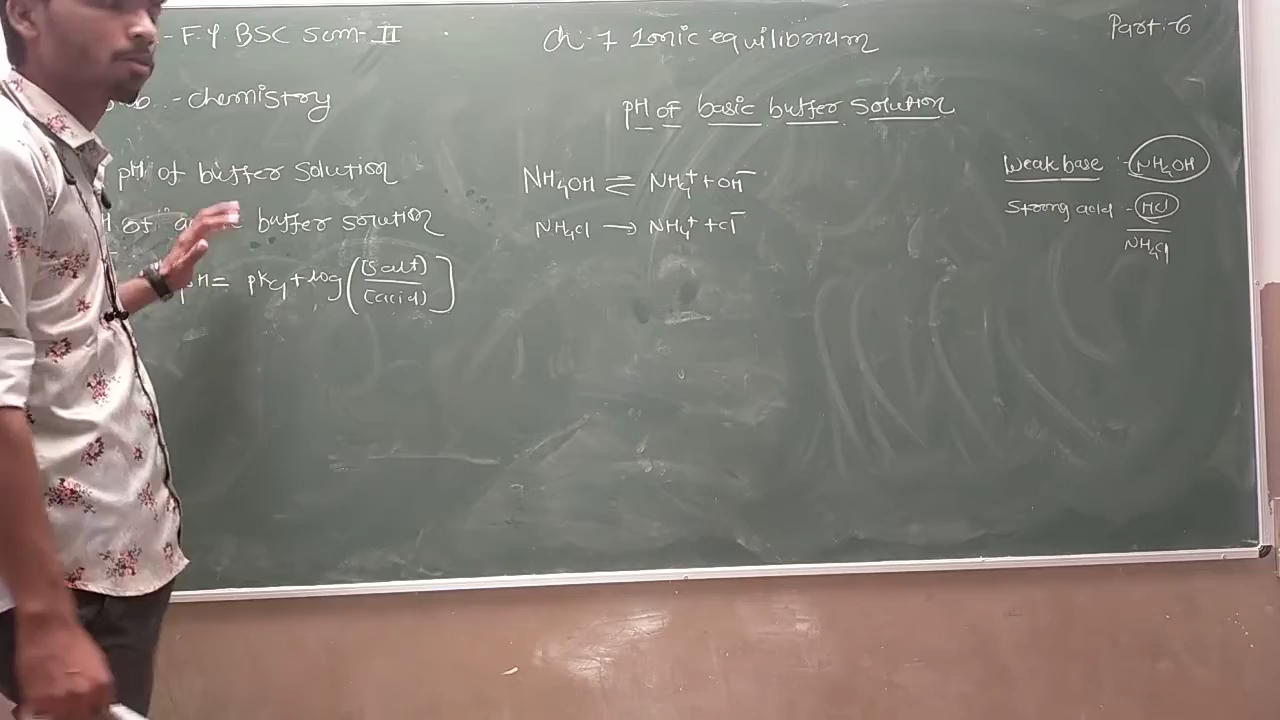 - F.Y. BSC Sem-II
Ch-7 Ionic equilibrium
Part:-6
- chemistry
pH of basic buffer solution
pH of buffer solution
buffer solution
pH = pKa + log ([salt]/[acid])
NH4OH ⇌ NH4+ + OH-
NH4Cl → NH4+ + Cl-
Weak base :- NH4OH
Strong acid - HCl
NH4Cl